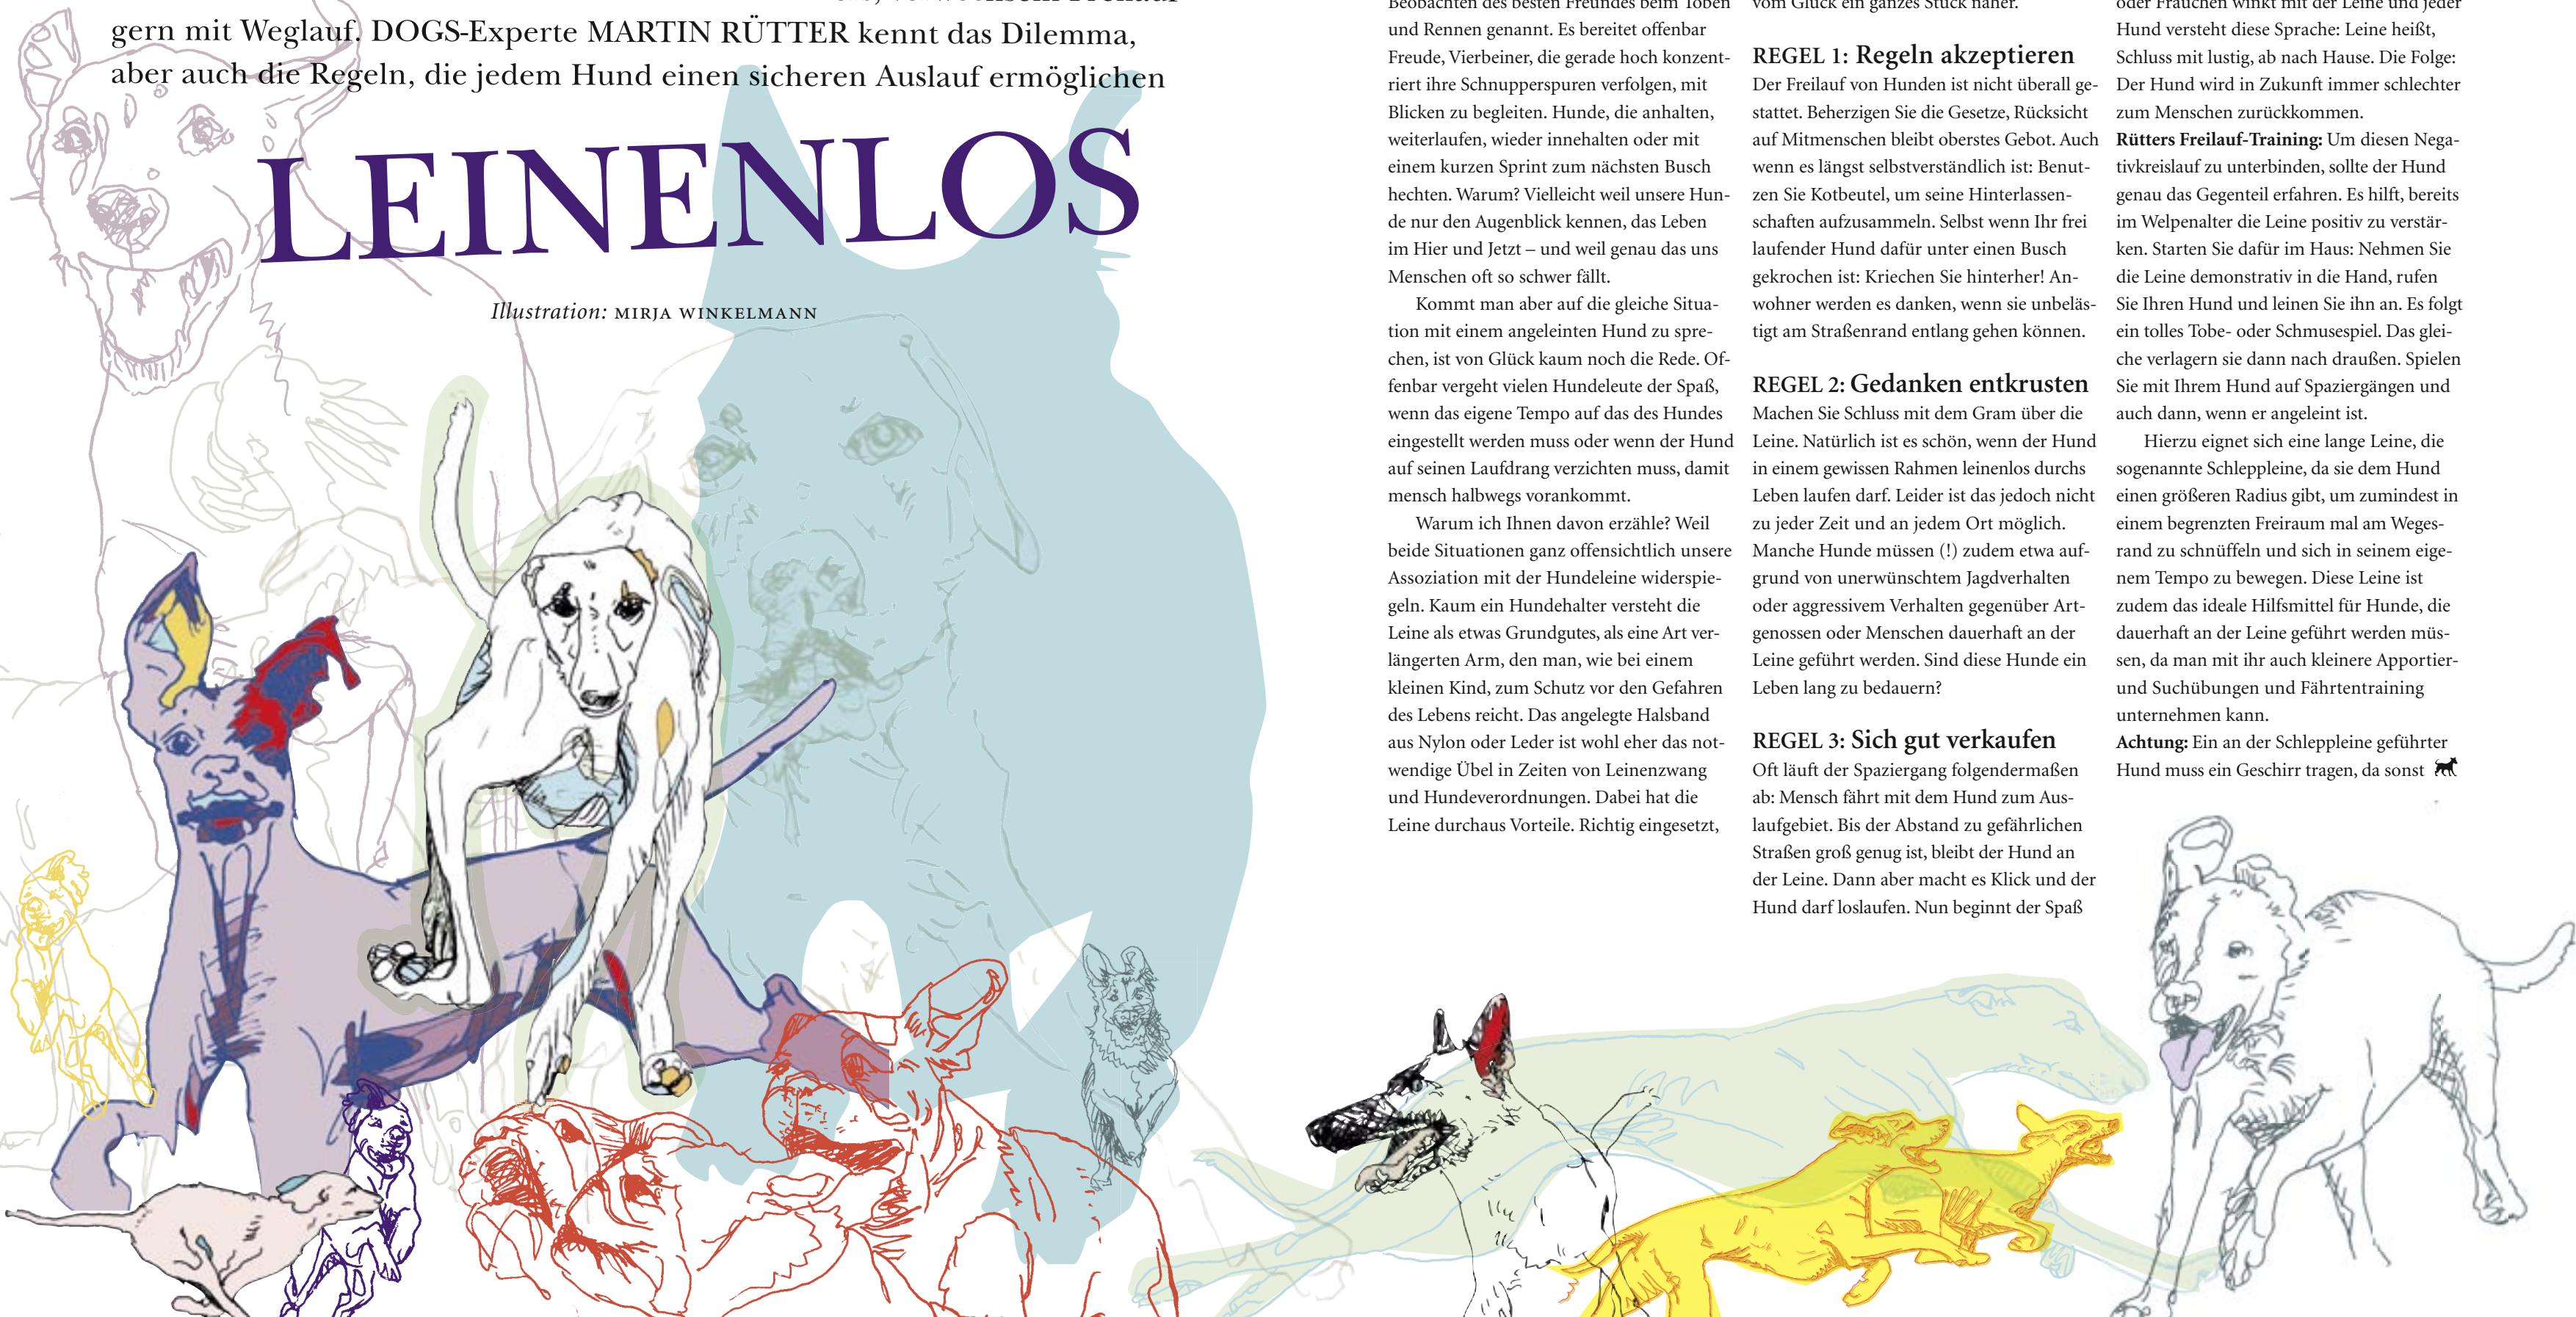 gern mit Weglauf. DOGS-Experte MARTIN RÜTTER kennt das Dilemma,
aber auch die Regeln, die jedem Hund einen sicheren Auslauf ermöglichen
LEINENLOS
Illustration: MIRJA WINKELMANN
Beobachten des besten Freundes beim Toben
und Rennen genannt. Es bereitet offenbar
Freude, Vierbeiner, die gerade hoch konzent-
riert ihre Schnupperspuren verfolgen, mit
Blicken zu begleiten. Hunde, die anhalten,
weiterlaufen, wieder innehalten oder mit
einem kurzen Sprint zum nächsten Busch
hechten. Warum? Vielleicht weil unsere Hun-
de nur den Augenblick kennen, das Leben
im Hier und Jetzt – und weil genau das uns
Menschen oft so schwer fällt.
Kommt man aber auf die gleiche Situa-
tion mit einem angeleinten Hund zu spre-
chen, ist von Glück kaum noch die Rede. Of-
fenbar vergeht vielen Hundeleute der Spaß,
wenn das eigene Tempo auf das des Hundes
eingestellt werden muss oder wenn der Hund
auf seinen Laufdrang verzichten muss, damit
mensch halbwegs vorankommt.
Warum ich Ihnen davon erzähle? Weil
beide Situationen ganz offensichtlich unsere
Assoziation mit der Hundeleine widerspie-
geln. Kaum ein Hundehalter versteht die
Leine als etwas Grundgutes, als eine Art ver-
längerten Arm, den man, wie bei einem
kleinen Kind, zum Schutz vor den Gefahren
des Lebens reicht. Das angelegte Halsband
aus Nylon oder Leder ist wohl eher das not-
wendige Übel in Zeiten von Leinenzwang
und Hundeverordnungen. Dabei hat die
Leine durchaus Vorteile. Richtig eingesetzt,
vom Glück ein ganzes Stück näher.
REGEL 1: Regeln akzeptieren
Der Freilauf von Hunden ist nicht überall ge-
stattet. Beherzigen Sie die Gesetze, Rücksicht
auf Mitmenschen bleibt oberstes Gebot. Auch
wenn es längst selbstverständlich ist: Benut-
zen Sie Kotbeutel, um seine Hinterlassen-
schaften aufzusammeln. Selbst wenn Ihr frei
laufender Hund dafür unter einen Busch
gekrochen ist: Kriechen Sie hinterher! An-
wohner werden es danken, wenn sie unbeläs-
tigt am Straßenrand entlang gehen können.
REGEL 2: Gedanken entkrusten
Machen Sie Schluss mit dem Gram über die
Leine. Natürlich ist es schön, wenn der Hund
in einem gewissen Rahmen leinenlos durchs
Leben laufen darf. Leider ist das jedoch nicht
zu jeder Zeit und an jedem Ort möglich.
Manche Hunde müssen (!) zudem etwa auf-
grund von unerwünschtem Jagdverhalten
oder aggressivem Verhalten gegenüber Art-
genossen oder Menschen dauerhaft an der
Leine geführt werden. Sind diese Hunde ein
Leben lang zu bedauern?
REGEL 3: Sich gut verkaufen
Oft läuft der Spaziergang folgendermaßen
ab: Mensch fährt mit dem Hund zum Aus-
laufgebiet. Bis der Abstand zu gefährlichen
Straßen groß genug ist, bleibt der Hund an
der Leine. Dann aber macht es Klick und der
Hund darf loslaufen. Nun beginnt der Spaß
oder Frauchen winkt mit der Leine und jeder
Hund versteht diese Sprache: Leine heißt,
Schluss mit lustig, ab nach Hause. Die Folge:
Der Hund wird in Zukunft immer schlechter
zum Menschen zurückkommen.
Rütters Freilauf-Training: Um diesen Nega-
tivkreislauf zu unterbinden, sollte der Hund
genau das Gegenteil erfahren. Es hilft, bereits
im Welpenalter die Leine positiv zu verstär-
ken. Starten Sie dafür im Haus: Nehmen Sie
die Leine demonstrativ in die Hand, rufen
Sie Ihren Hund und leinen Sie ihn an. Es folgt
ein tolles Tobe- oder Schmusespiel. Das glei-
che verlagern sie dann nach draußen. Spielen
Sie mit Ihrem Hund auf Spaziergängen und
auch dann, wenn er angeleint ist.
Hierzu eignet sich eine lange Leine, die
sogenannte Schleppleine, da sie dem Hund
einen größeren Radius gibt, um zumindest in
einem begrenzten Freiraum mal am Weges-
rand zu schnüffeln und sich in seinem eige-
nem Tempo zu bewegen. Diese Leine ist
zudem das ideale Hilfsmittel für Hunde, die
dauerhaft an der Leine geführt werden müs-
sen, da man mit ihr auch kleinere Apportier-
und Suchübungen und Fährtentraining
unternehmen kann.
Achtung: Ein an der Schleppleine geführter
Hund muss ein Geschirr tragen, da sonst